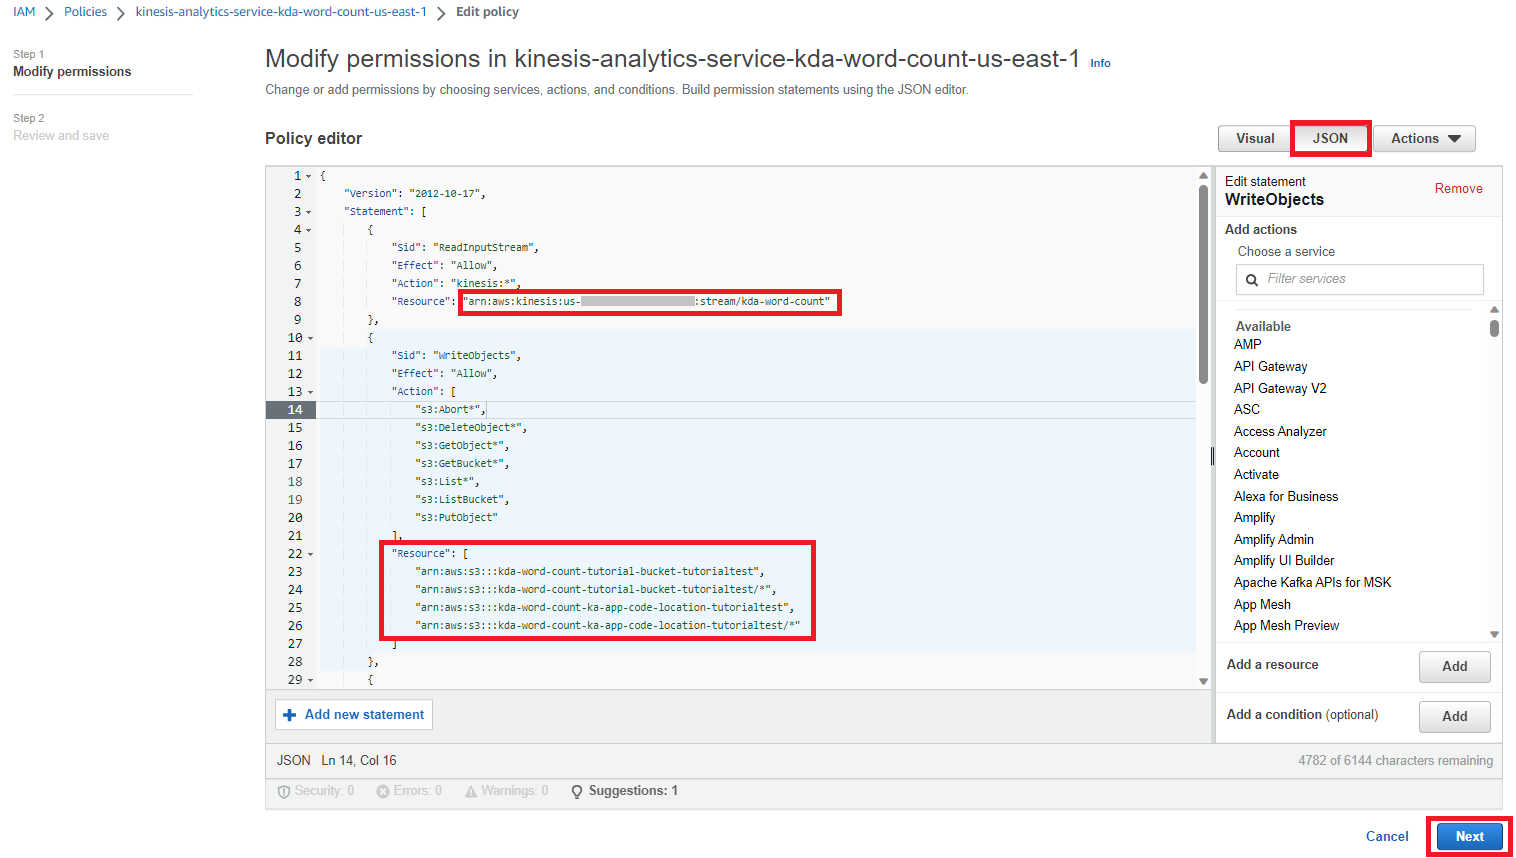 IAM > Policies > kinesis-analytics-service-kda-word-count-us-east-1 > Edit policy
Step 1
Modify permissions
Step 2
Review and save
Modify permissions in kinesis-analytics-service-kda-word-count-us-east-1 Info
Change or add permissions by choosing services, actions, and conditions. Build permission statements using the JSON editor.
Policy editor
Visual JSON Actions
1 {
2 "Version": "2012-10-17",
3 "Statement": [
4 {
5 "Sid": "ReadInputStream",
6 "Effect": "Allow",
7 "Action": "kinesis:*",
8 "Resource": "arn:aws:kinesis:us- :stream/kda-word-count"
9 },
10 {
11 "Sid": "WriteObjects",
12 "Effect": "Allow",
13 "Action": [
14 "s3:Abort*",
15 "s3:DeleteObject*",
16 "s3:GetObject*",
17 "s3:GetBucket*",
18 "s3:List*",
19 "s3:ListBucket",
20 "s3:PutObject"
21 ],
22 "Resource": [
23 "arn:aws:s3:::kda-word-count-tutorial-bucket-tutorialtest",
24 "arn:aws:s3:::kda-word-count-tutorial-bucket-tutorialtest/*",
25 "arn:aws:s3:::kda-word-count-ka-app-code-location-tutorialtest",
26 "arn:aws:s3:::kda-word-count-ka-app-code-location-tutorialtest/*"
27 ]
28 },
29 {
Add new statement
JSON Ln 14, Col 16
Security: 0 Errors: 0 Warnings: 0 Suggestions: 1
Edit statement
WriteObjects
Remove
Add actions
Choose a service
Filter services
Available
AMP
API Gateway
API Gateway V2
ASC
Access Analyzer
Account
Activate
Alexa for Business
Amplify
Amplify Admin
Amplify UI Builder
Apache Kafka APIs for MSK
App Mesh
App Mesh Preview
Add a resource Add
Add a condition (optional) Add
4782 of 6144 characters remaining
Cancel Next